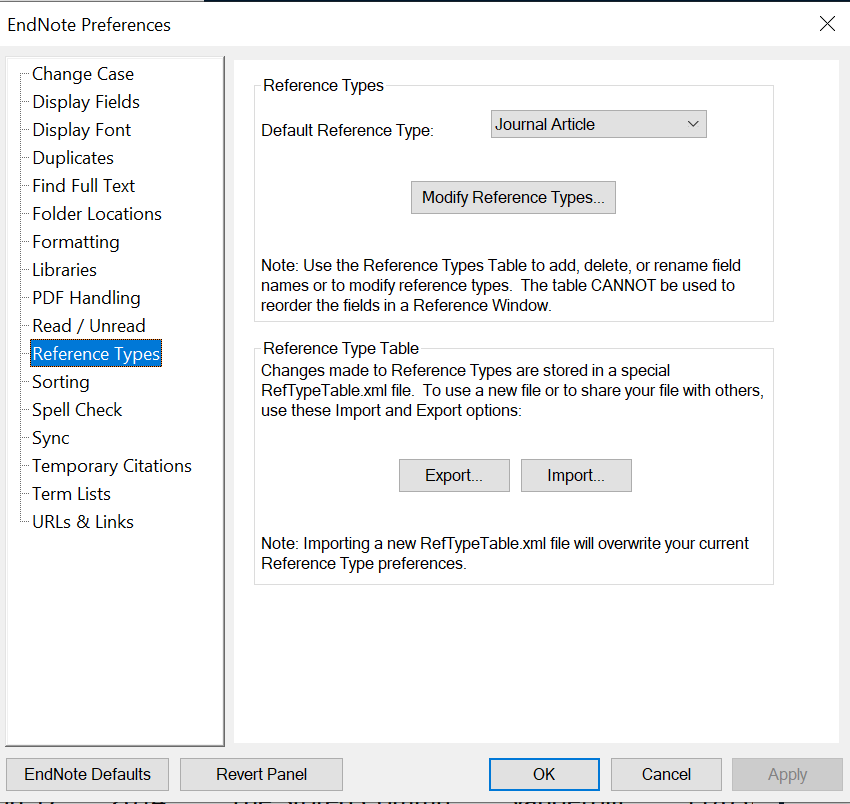 EndNote Preferences
Change Case
Display Fields
Display Font
Duplicates
Find Full Text
Folder Locations
Formatting
Libraries
PDF Handling
Read / Unread
Reference Types
Sorting
Spell Check
Sync
Temporary Citations
Term Lists
URLs & Links
Reference Types
Default Reference Type:
Journal Article
Modify Reference Types...
Note: Use the Reference Types Table to add, delete, or rename field
names or to modify reference types.  The table CANNOT be used to
reorder the fields in a Reference Window.
Reference Type Table
Changes made to Reference Types are stored in a special
RefTypeTable.xml file.  To use a new file or to share your file with others,
use these Import and Export options:
Export...
Import...
Note: Importing a new RefTypeTable.xml file will overwrite your current
Reference Type preferences.
EndNote Defaults
Revert Panel
OK
Cancel
Apply